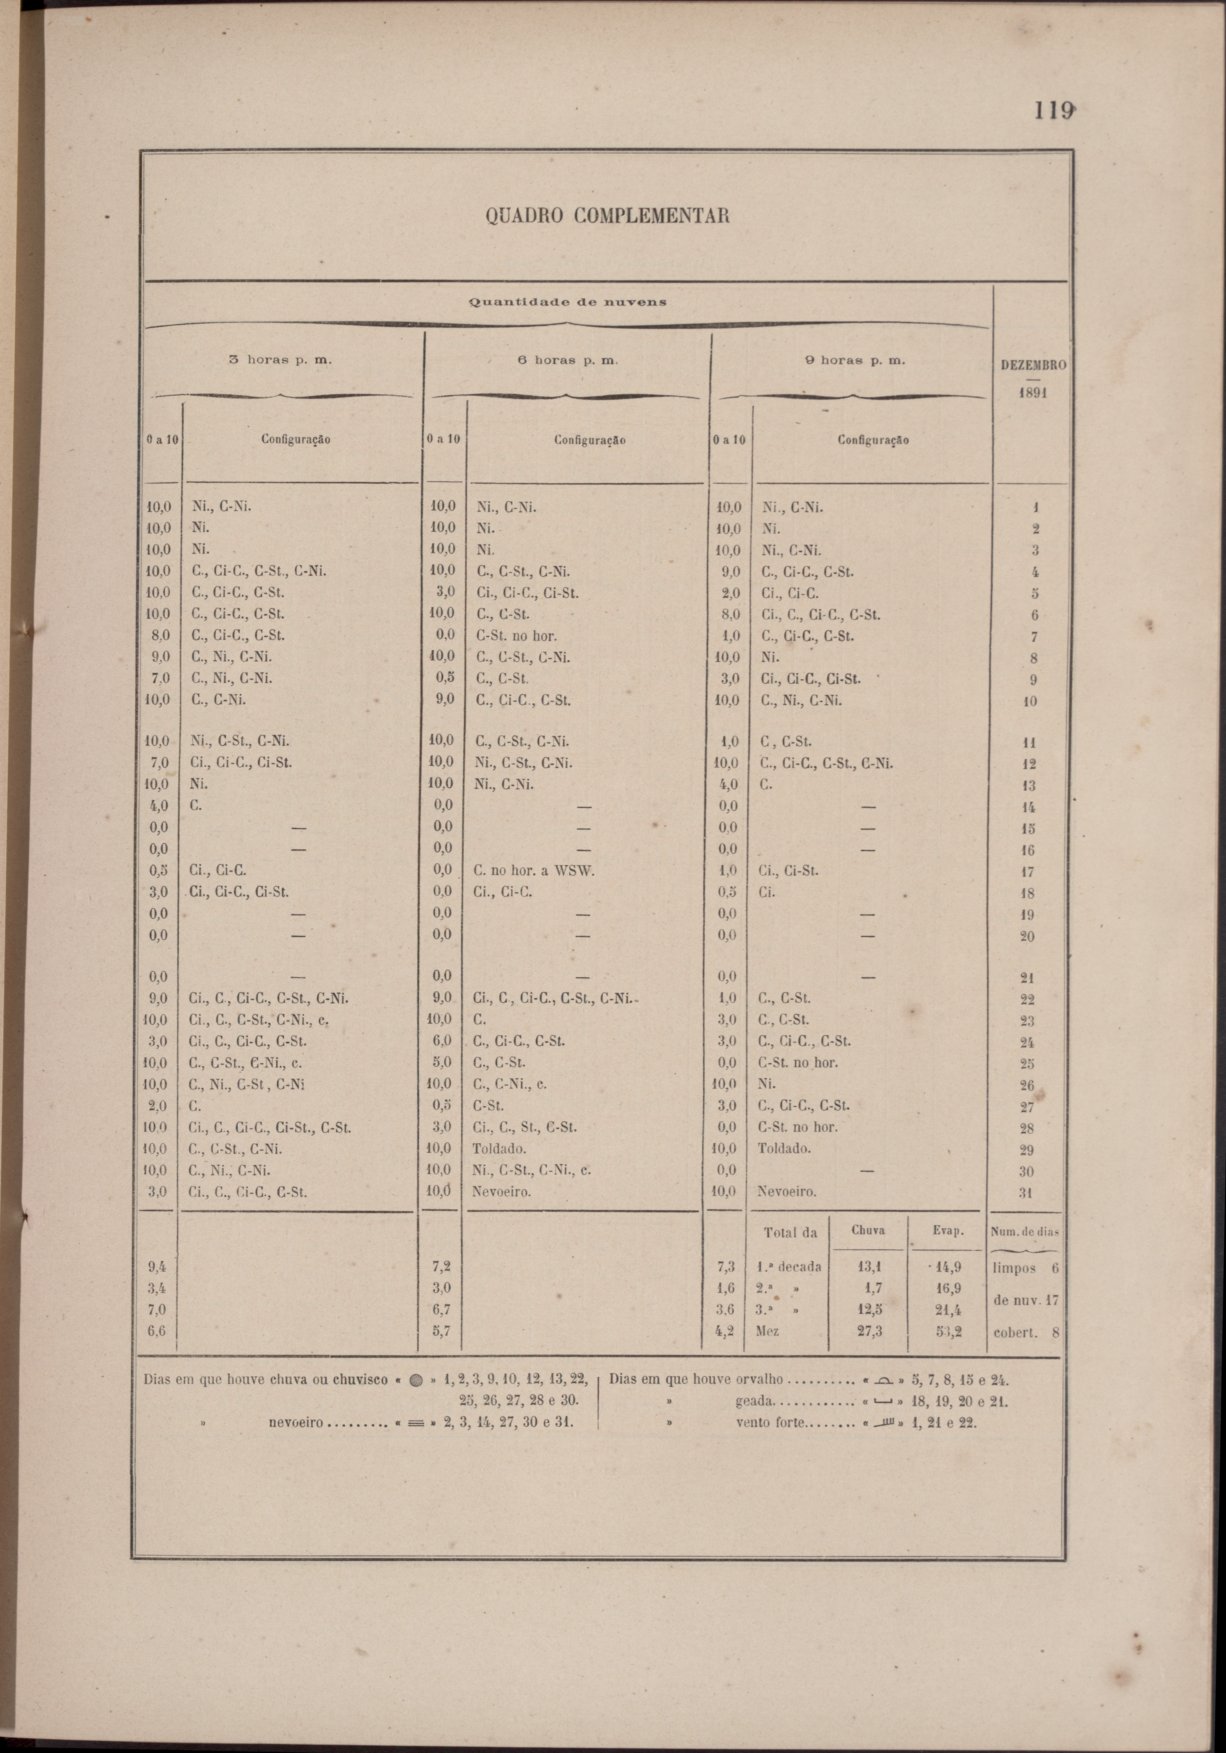 119
QUADRO COMPLEMENTAR
Quantidade de nuvens
3 horas p. m. 6 horas p. m. 9 horas p. m. DEZEMBRO
1891
0 a 10 Configuração 0 a 10 Configuração 0 a 10 Configuração
10,0 Ni., C-Ni. 10,0 Ni., C-Ni. 10,0 Ni., C-Ni. 1
10,0 Ni. 10,0 Ni. 10,0 Ni. 2
10,0 Ni. 10,0 Ni. 10,0 Ni., C-Ni. 3
10,0 C., Ci-C., C-St., C-Ni. 10,0 C., C-St., C-Ni. 9,0 C., Ci-C., C-St. 4
10,0 C., Ci-C., C-St. 3,0 Ci., Ci-C., Ci-St. 2,0 Ci., Ci-C. 5
10,0 C., Ci-C., C-St. 10,0 C., C-St. 8,0 Ci., C., Ci-C., C-St. 6
8,0 C., Ci-C., C-St. 0,0 C-St. no hor. 1,0 C., Ci-C., C-St. 7
9,0 C., Ni., C-Ni. 10,0 C., C-St., C-Ni. 10,0 Ni. 8
7,0 C., Ni., C-Ni. 0,5 C., C-St. 3,0 Ci., Ci-C., Ci-St. 9
10,0 C., C-Ni. 9,0 C., Ci-C., C-St. 10,0 C., Ni., C-Ni. 10
10,0 Ni., C-St., C-Ni. 10,0 C., C-St., C-Ni. 1,0 C , C-St. 11
7,0 Ci., Ci-C., Ci-St. 10,0 Ni., C-St., C-Ni. 10,0 C., Ci-C., C-St., C-Ni. 12
10,0 Ni. 10,0 Ni., C-Ni. 4,0 C. 13
4,0 C. 0,0 — 0,0 — 14
0,0 — 0,0 — 0,0 — 15
0,0 — 0,0 — 0,0 — 16
0,5 Ci., Ci-C. 0,0 C. no hor. a WSW. 1,0 Ci., Ci-St. 17
3,0 Ci., Ci-C., Ci-St. 0,0 Ci., Ci-C. 0,5 Ci. 18
0,0 — 0,0 — 0,0 — 19
0,0 — 0,0 — 0,0 — 20
0,0 — 0,0 — 0,0 — 21
9,0 Ci., C., Ci-C., C-St., C-Ni. 9,0 Ci., C , Ci-C., C-St., C-Ni. 1,0 C., C-St. 22
10,0 Ci., C., C-St., C-Ni., c. 10,0 C. 3,0 C., C-St. 23
3,0 Ci., C., Ci-C., C-St. 6,0 C., Ci-C., C-St. 3,0 C., Ci-C., C-St. 24
10,0 C., C-St., C-Ni., c. 5,0 C., C-St. 0,0 C-St. no hor. 25
10,0 C., Ni., C-St , C-Ni 10,0 C., C-Ni., c. 10,0 Ni. 26
2,0 C. 0,5 C-St. 3,0 C., Ci-C., C-St. 27
10,0 Ci., C., Ci-C., Ci-St., C-St. 3,0 Ci., C., St., C-St. 0,0 C-St. no hor. 28
10,0 C., C-St., C-Ni. 10,0 Toldado. 10,0 Toldado. 29
10,0 C., Ni., C-Ni. 10,0 Ni., C-St., C-Ni., c. 0,0 — 30
3,0 Ci., C., Ci-C., C-St. 10,0 Nevoeiro. 10,0 Nevoeiro. 31
Total da Chuva Evap. Num. de dias
9,4 7,2 7,3 1.ª decada 13,1 14,9 limpos 6
3,4 3,0 1,6 2.ª » 1,7 16,9
de nuv. 17
7,0 6,7 3,6 3.ª » 12,5 21,4
6,6 5,7 4,2 Mez 27,3 53,2 cobert. 8
Dias em que houve chuva ou chuvisco « » 1, 2, 3, 9, 10, 12, 13, 22, Dias em que houve orvalho .......... « » 5, 7, 8, 15 e 24.
25, 26, 27, 28 e 30. » geada............ « » 18, 19, 20 e 21.
» nevoeiro ......... « » 2, 3, 14, 27, 30 e 31. » vento forte........ « » 1, 21 e 22.